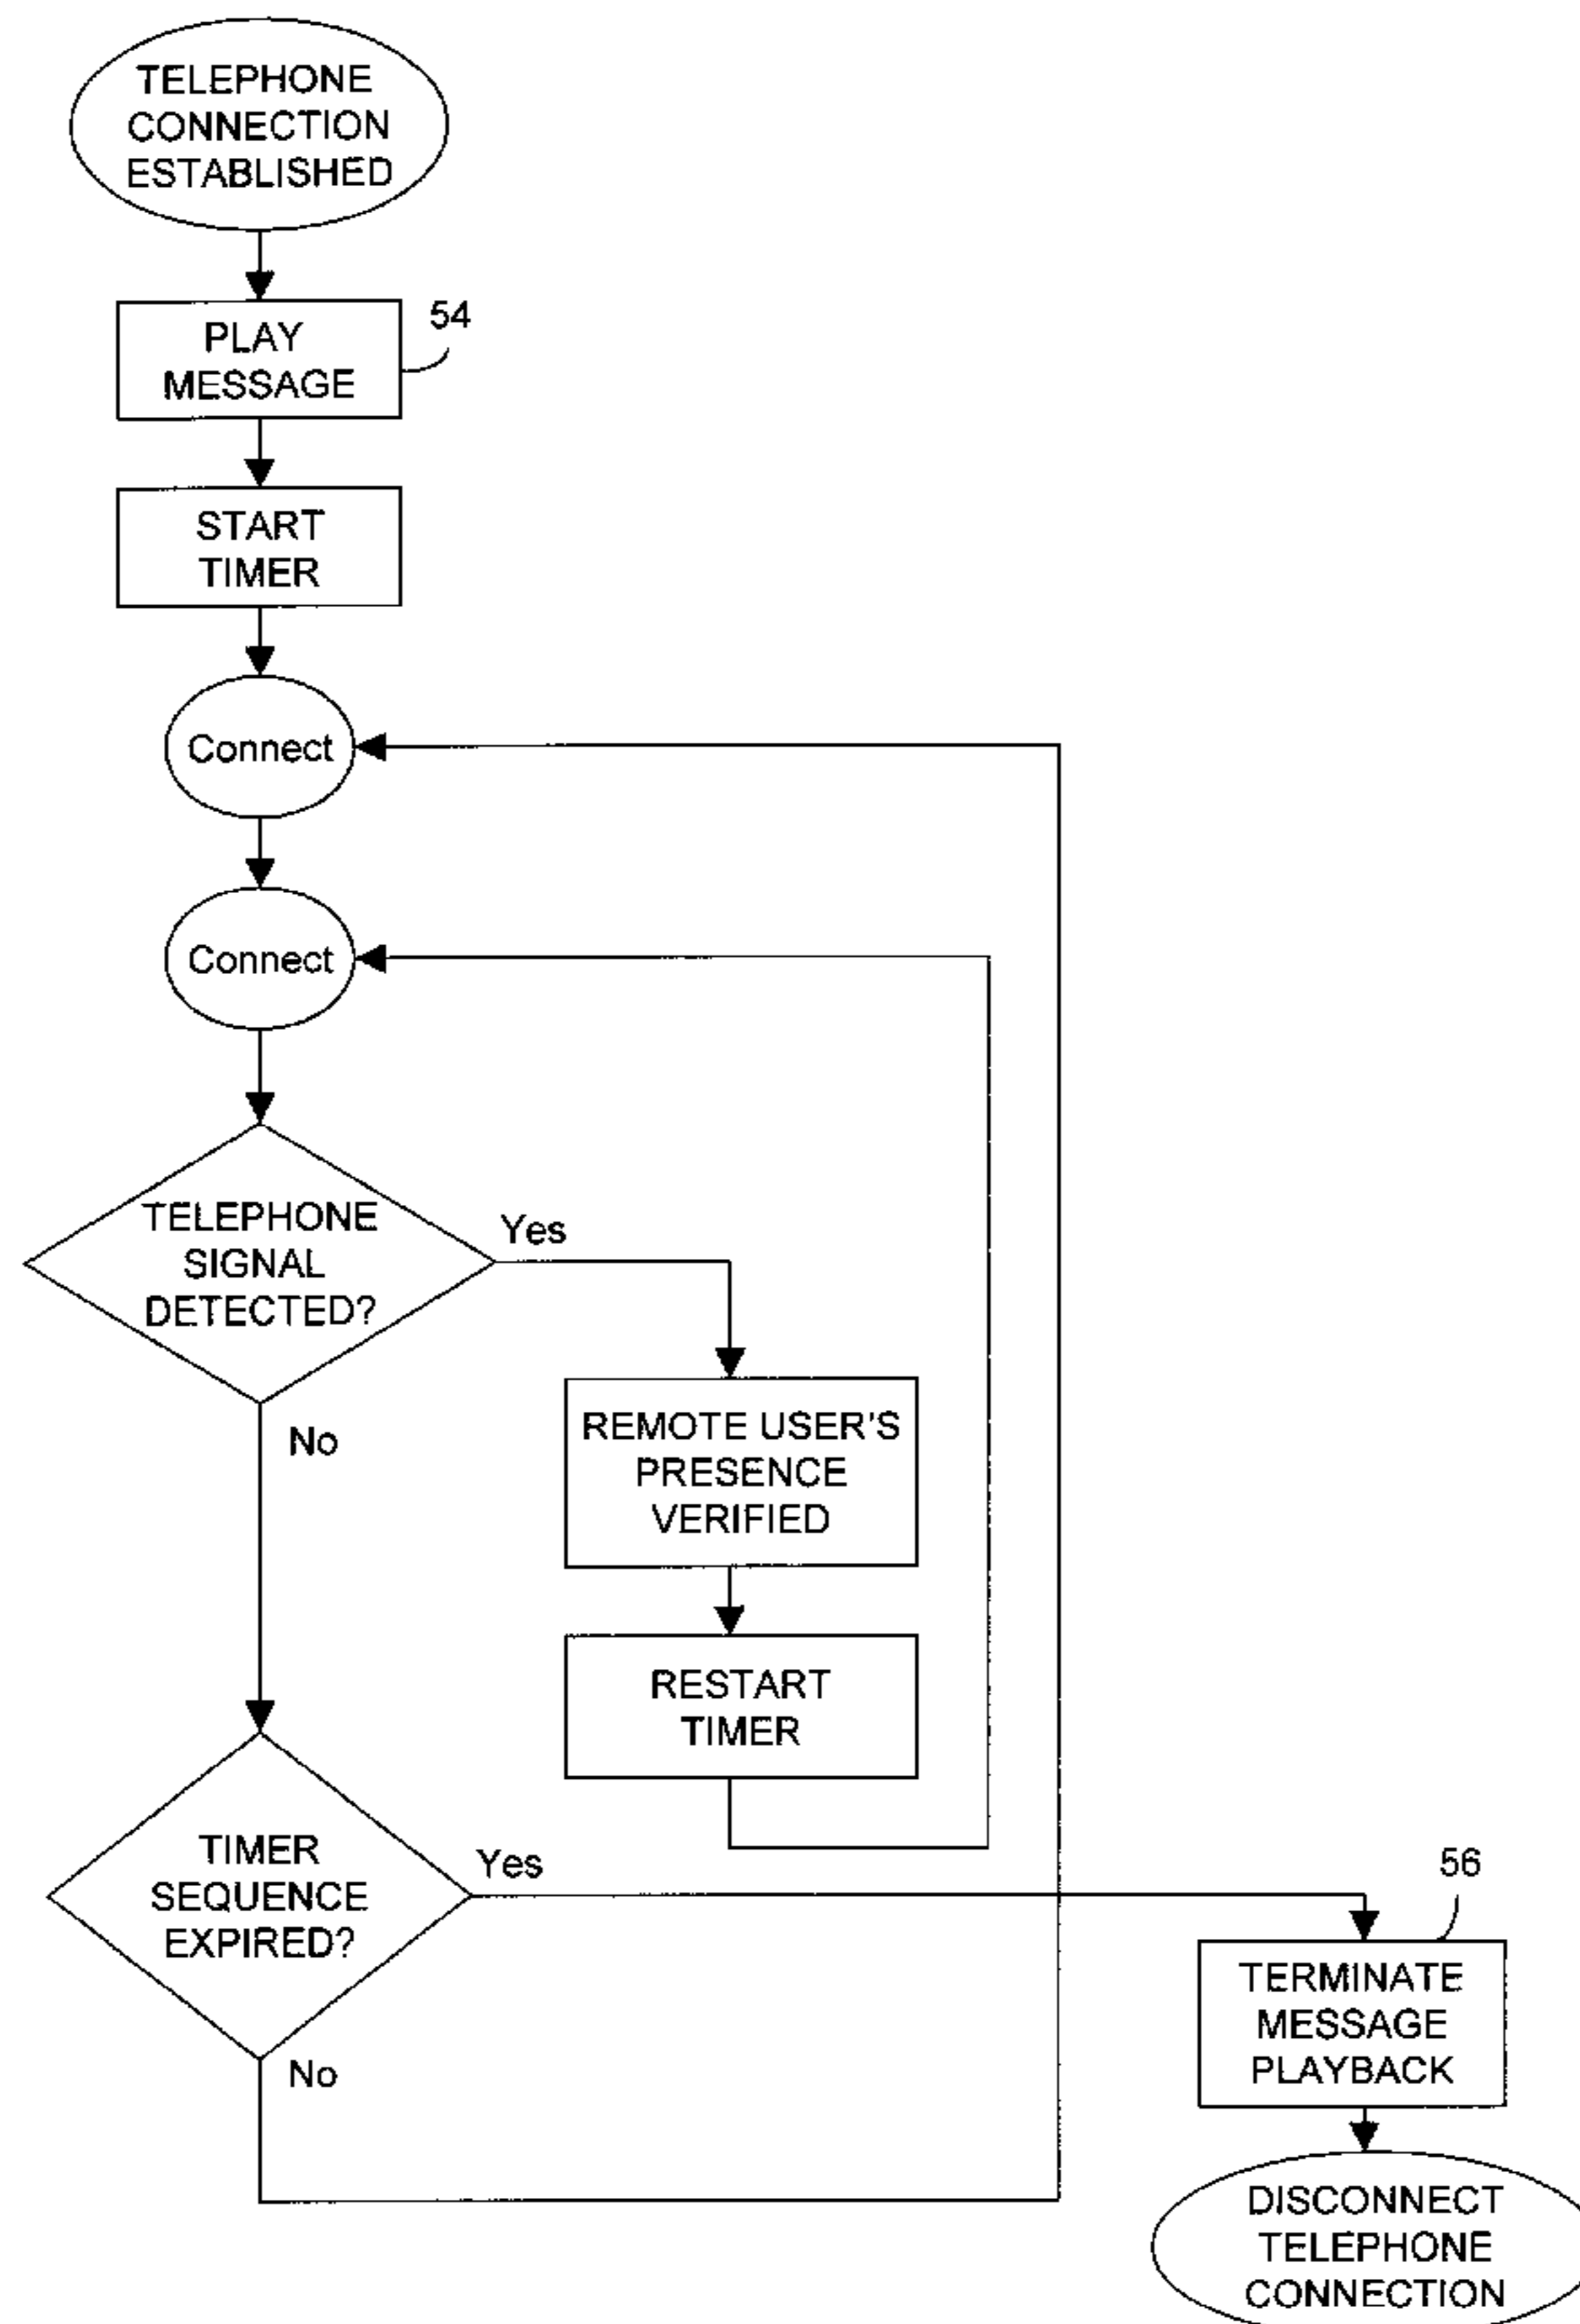 TELEPHONE
CONNECTION
ESTABLISHED
PLAY
MESSAGE
54
START
TIMER
Connect
Connect
TELEPHONE
SIGNAL
DETECTED?
Yes
No
REMOTE USER'S
PRESENCE
VERIFIED
RESTART
TIMER
TIMER
SEQUENCE
EXPIRED?
Yes
No
56
TERMINATE
MESSAGE
PLAYBACK
DISCONNECT
TELEPHONE
CONNECTION